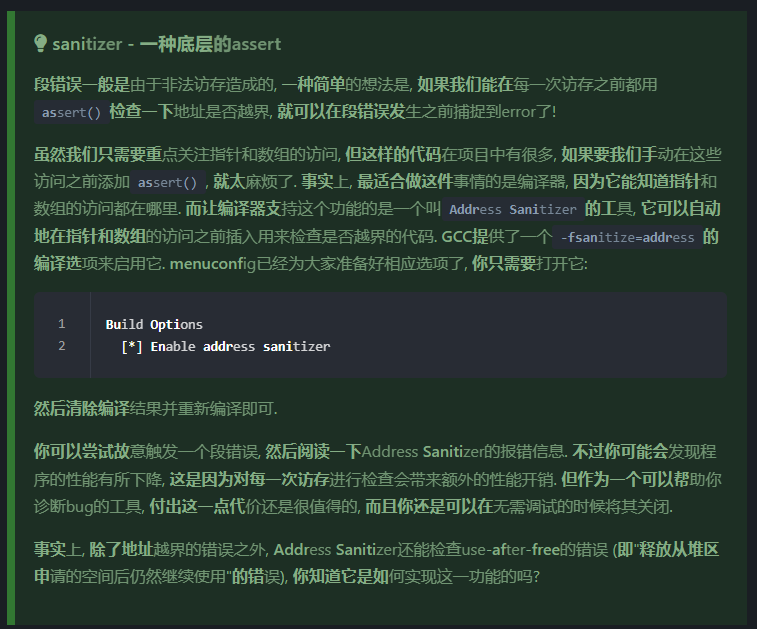 sanitizer - 一种底层的assert
段错误一般是由于非法访存造成的, 一种简单的想法是, 如果我们能在每一次访存之前都用
assert() 检查一下地址是否越界, 就可以在段错误发生之前捕捉到error了!
虽然我们只需要重点关注指针和数组的访问, 但这样的代码在项目中有很多, 如果要我们手动在这些
访问之前添加 assert() , 就太麻烦了. 事实上, 最适合做这件事情的是编译器, 因为它能知道指针和
数组的访问都在哪里. 而让编译器支持这个功能的是一个叫 Address Sanitizer 的工具, 它可以自动
地在指针和数组的访问之前插入用来检查是否越界的代码. GCC提供了一个 -fsanitize=address 的
编译选项来启用它. menuconfig已经为大家准备好相应选项了, 你只需要打开它:
1 Build Options
2 [*] Enable address sanitizer
然后清除编译结果并重新编译即可.
你可以尝试故意触发一个段错误, 然后阅读一下Address Sanitizer的报错信息. 不过你可能会发现程
序的性能有所下降, 这是因为对每一次访存进行检查会带来额外的性能开销. 但作为一个可以帮助你
诊断bug的工具, 付出这一点代价还是很值得的, 而且你还是可以在无需调试的时候将其关闭.
事实上, 除了地址越界的错误之外, Address Sanitizer还能检查use-after-free的错误 (即"释放从堆区
申请的空间后仍然继续使用"的错误), 你知道它是如何实现这一功能的吗?